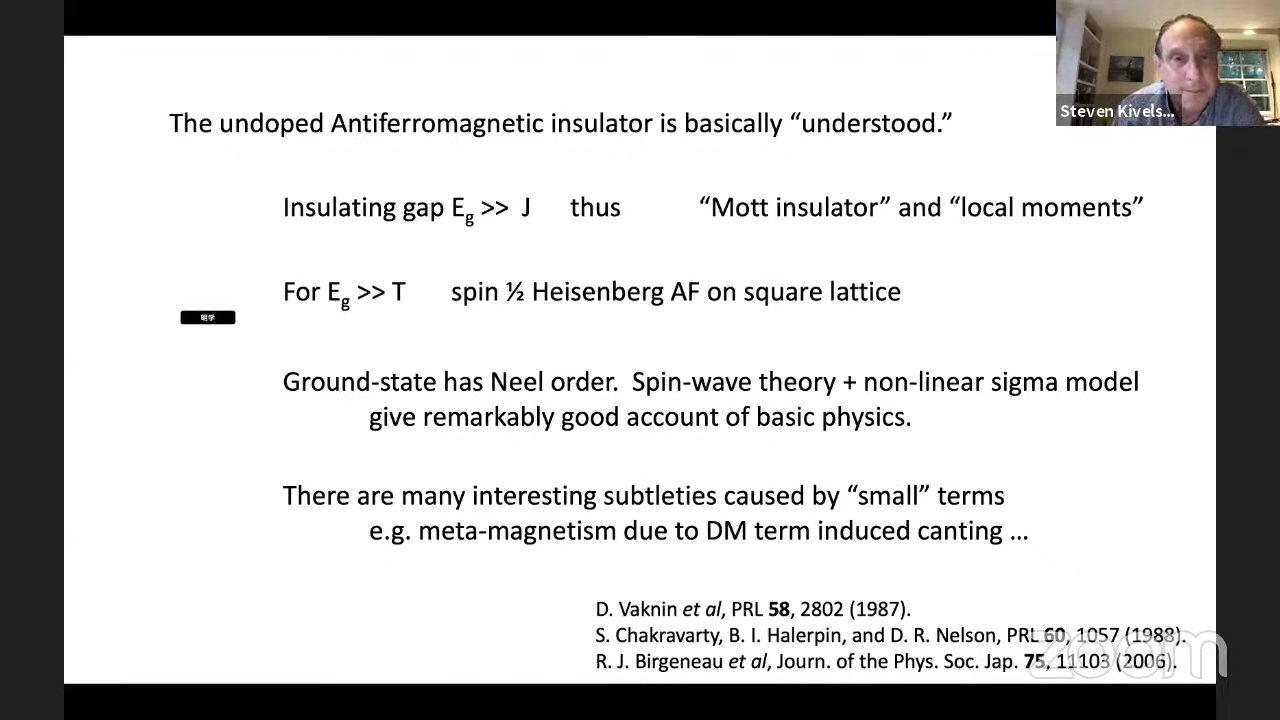 Steven Kivels...
The undoped Antiferromagnetic insulator is basically “understood.”
Insulating gap Eg >> J thus “Mott insulator” and “local moments”
For Eg >> T spin ½ Heisenberg AF on square lattice
明学
Ground-state has Neel order. Spin-wave theory + non-linear sigma model
give remarkably good account of basic physics.
There are many interesting subtleties caused by “small” terms
e.g. meta-magnetism due to DM term induced canting ...
D. Vaknin et al, PRL 58, 2802 (1987).
S. Chakravarty, B. I. Halerpin, and D. R. Nelson, PRL 60, 1057 (1988).
R. J. Birgeneau et al, Journ. of the Phys. Soc. Jap. 75, 11103 (2006).
zoom